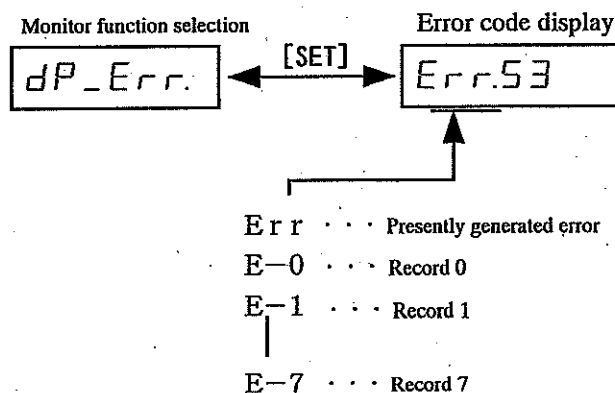 Monitor function selection
Error code display
dP_Err.
[SET]
Err.53
Err ... Presently generated error
E-0 ... Record 0
E-1 ... Record 1
E-7 ... Record 7